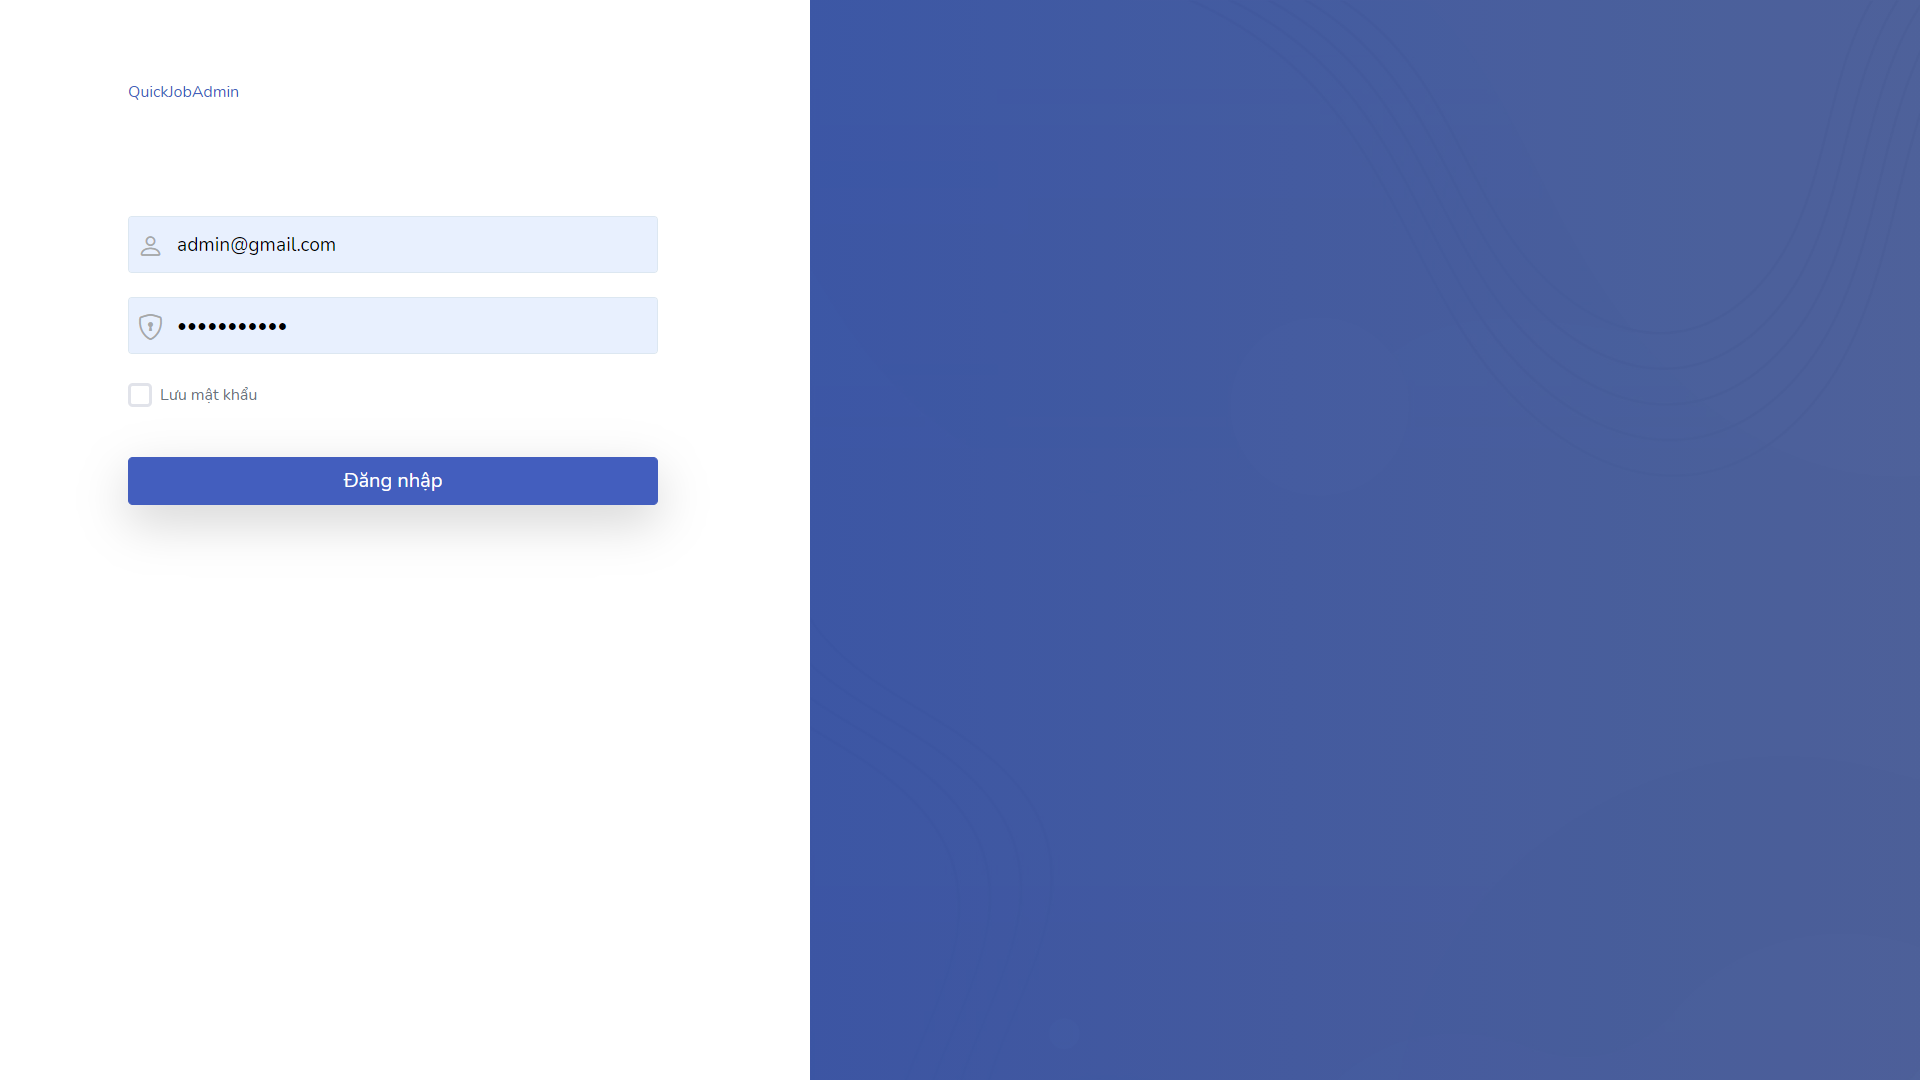 QuickJobAdmin
admin@gmail.com
•••••••••••
Lưu mật khẩu
Đăng nhập